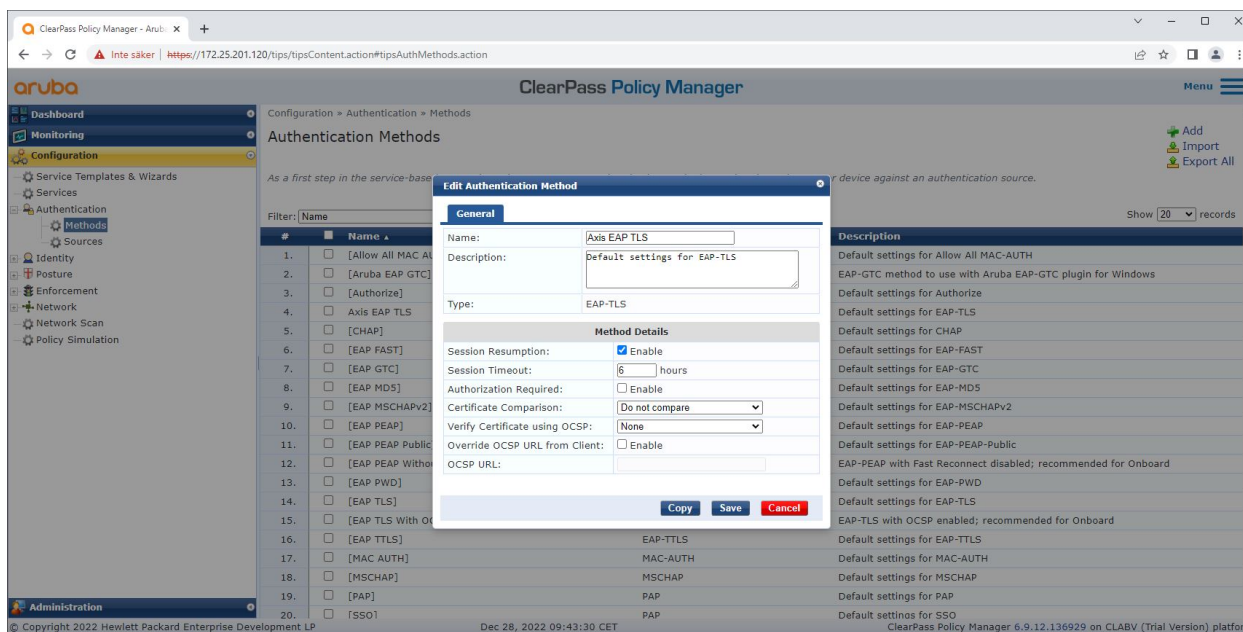 ClearPass Policy Manager - Arub
Inte säker | https://172.25.201.120/tips/tipsContent.action#tipsAuthMethods.action
aruba
ClearPass Policy Manager
Menu
Dashboard
Monitoring
Configuration
Service Templates & Wizards
Services
Authentication
Methods
Sources
Identity
Posture
Enforcement
Network
Network Scan
Policy Simulation
Administration
Configuration » Authentication » Methods
Authentication Methods
Add
Import
Export All
As a first step in the service-base
r device against an authentication source.
Filter: Name
Show 20 records
# Name Description
1. [Allow All MAC AU Default settings for Allow All MAC-AUTH
2. [Aruba EAP GTC] EAP-GTC method to use with Aruba EAP-GTC plugin for Windows
3. [Authorize] Default settings for Authorize
4. Axis EAP TLS Default settings for EAP-TLS
5. [CHAP] Default settings for CHAP
6. [EAP FAST] Default settings for EAP-FAST
7. [EAP GTC] Default settings for EAP-GTC
8. [EAP MD5] Default settings for EAP-MD5
9. [EAP MSCHAPv2] Default settings for EAP-MSCHAPv2
10. [EAP PEAP] Default settings for EAP-PEAP
11. [EAP PEAP Public Default settings for EAP-PEAP-Public
12. [EAP PEAP Witho EAP-PEAP with Fast Reconnect disabled; recommended for Onboard
13. [EAP PWD] Default settings for EAP-PWD
14. [EAP TLS] Default settings for EAP-TLS
15. [EAP TLS With OC EAP-TLS with OCSP enabled; recommended for Onboard
16. [EAP TTLS] EAP-TTLS Default settings for EAP-TTLS
17. [MAC AUTH] MAC-AUTH Default settings for MAC-AUTH
18. [MSCHAP] MSCHAP Default settings for MSCHAP
19. [PAP] PAP Default settings for PAP
20. [SSO] PAP Default settings for SSO
Edit Authentication Method
General
Name: Axis EAP TLS
Description: Default settings for EAP-TLS
Type: EAP-TLS
Method Details
Session Resumption: Enable
Session Timeout: 6 hours
Authorization Required: Enable
Certificate Comparison: Do not compare
Verify Certificate using OCSP: None
Override OCSP URL from Client: Enable
OCSP URL:
Copy Save Cancel
© Copyright 2022 Hewlett Packard Enterprise Development LP
Dec 28, 2022 09:43:30 CET
ClearPass Policy Manager 6.9.12.136929 on CLABV (Trial Version) platfo